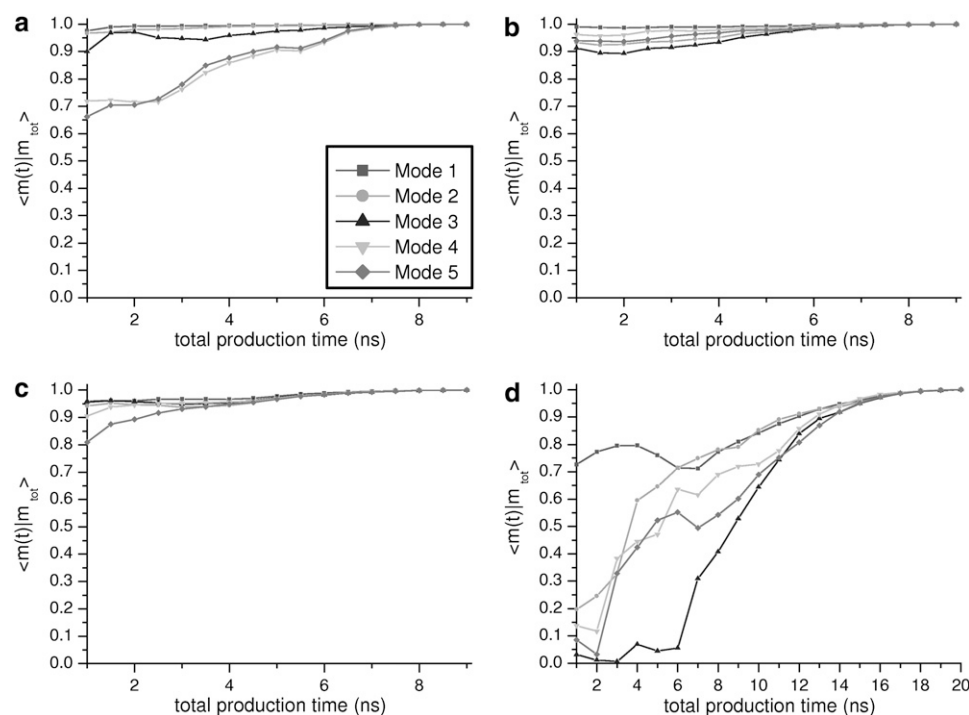 a
1.0
0.9
0.8
0.7
0.6
0.5
0.4
0.3
0.2
0.1
0.0
<m(t)|m_tot>
2 4 6 8
total production time (ns)
Mode 1
Mode 2
Mode 3
Mode 4
Mode 5
b
1.0
0.9
0.8
0.7
0.6
0.5
0.4
0.3
0.2
0.1
0.0
<m(t)|m_tot>
2 4 6 8
total production time (ns)
c
1.0
0.9
0.8
0.7
0.6
0.5
0.4
0.3
0.2
0.1
0.0
<m(t)|m_tot>
2 4 6 8
total production time (ns)
d
1.0
0.9
0.8
0.7
0.6
0.5
0.4
0.3
0.2
0.1
0.0
<m(t)|m_tot>
2 4 6 8 10 12 14 16 18 20
total production time (ns)